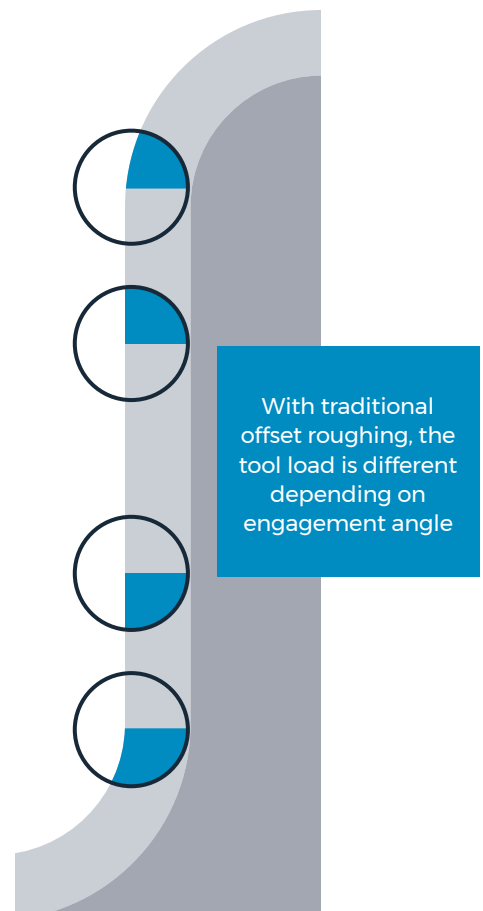 With traditional
offset roughing, the
tool load is different
depending on
engagement angle